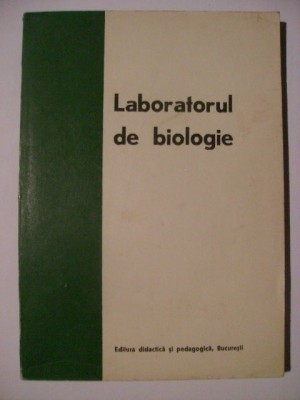 Laboratorul
de biologie
Editura didactică și pedagogică, București